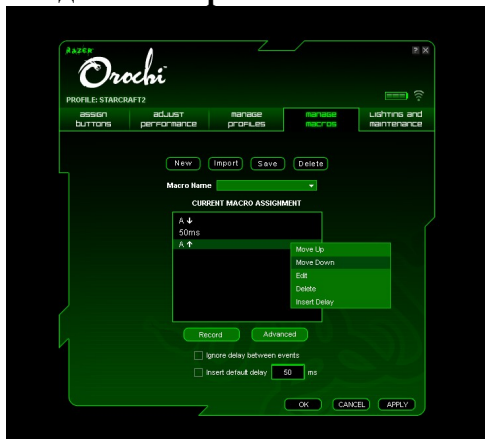 RAZER
Orochi
PROFILE: STARCRAFT2
assign buttons
adjust performance
manage profiles
manage macros
Lighting and maintenance
New Import Save Delete
Macro Name
CURRENT MACRO ASSIGNMENT
A ↓
50ms
A ↑
Move Up
Move Down
Edit
Delete
Insert Delay
Record Advanced
Ignore delay between events
Insert default delay 50 ms
OK CANCEL APPLY